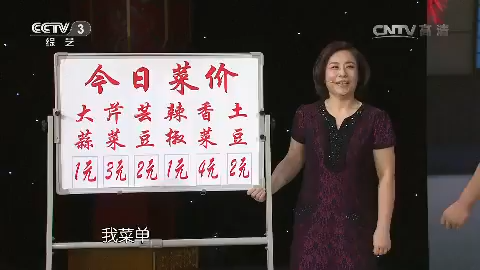 CCTV 3
综艺
CNTV 高清
今日菜价
大蒜 芹菜 芸豆 辣椒 香菜 土豆
1元 3元 2元 1元 4元 2元
我菜单